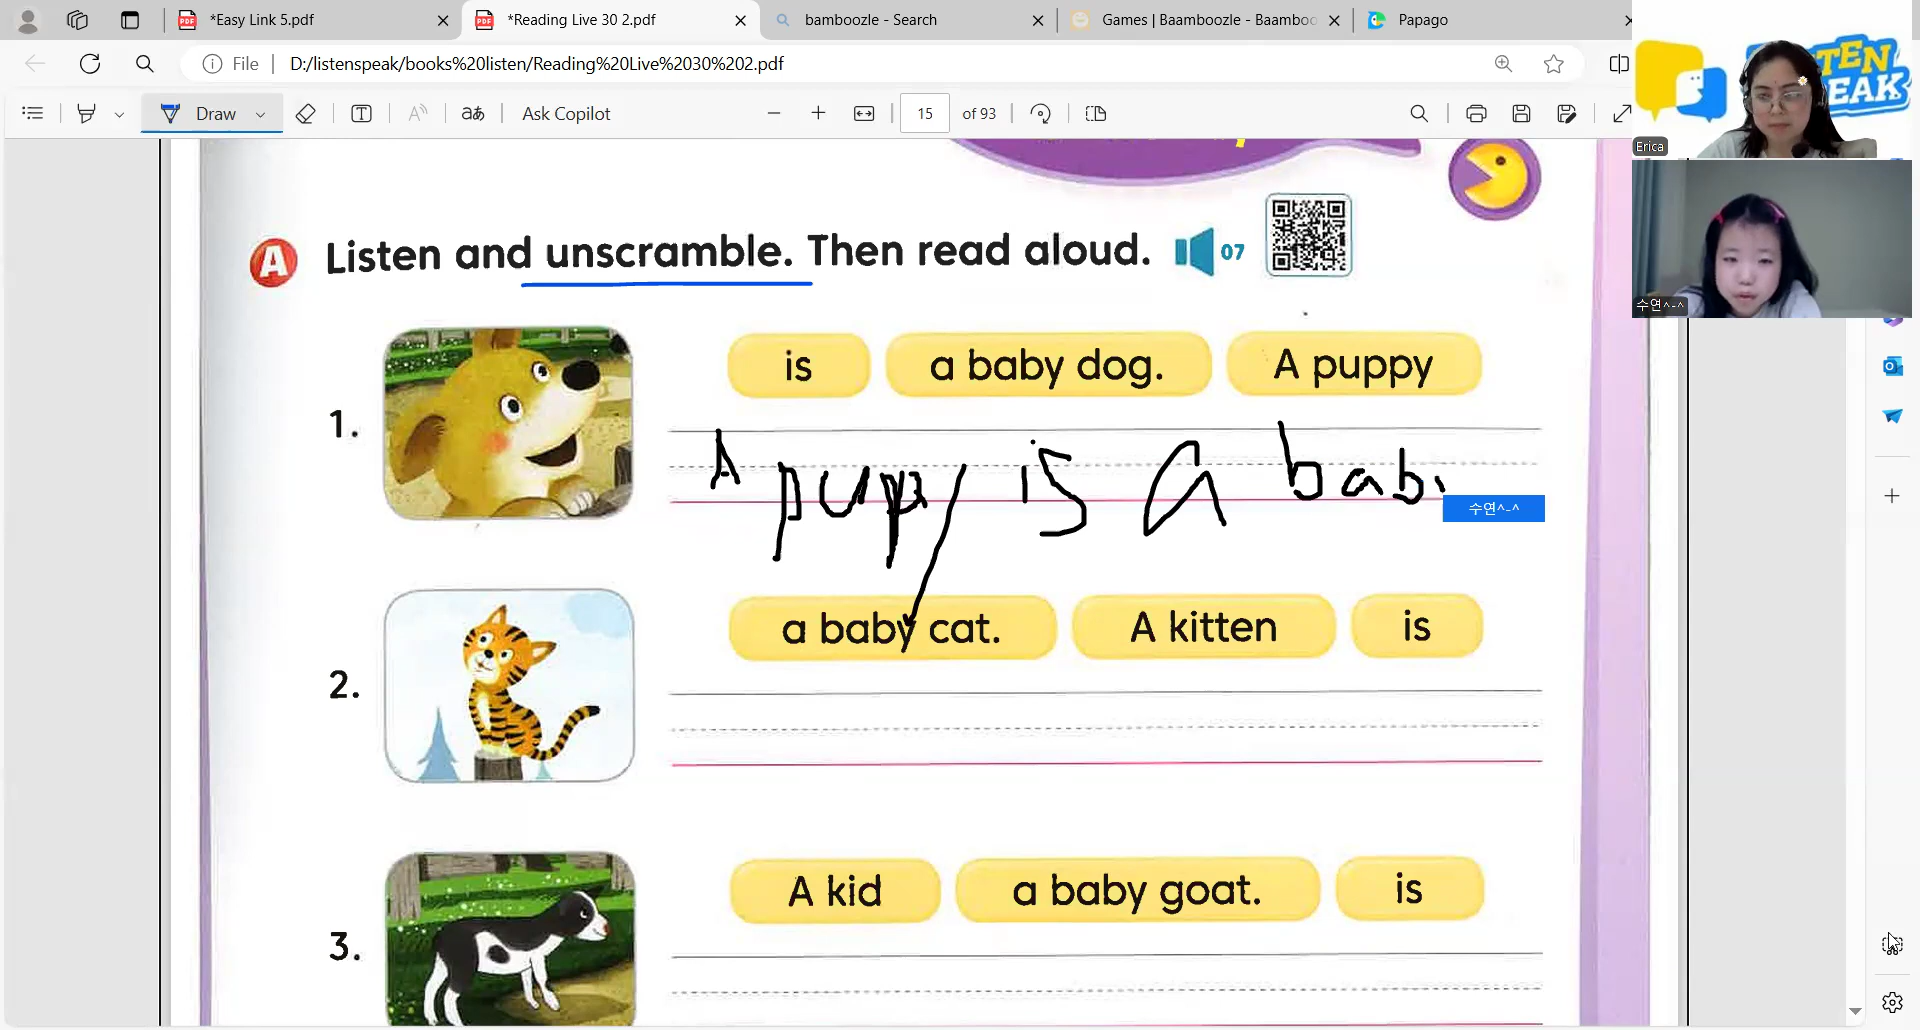 *Easy Link 5.pdf
*Reading Live 30 2.pdf
bamboozle - Search
Games | Baamboozle - Baamboo
Papago
File
D:/listenspeak/books%20listen/Reading%20Live%2030%202.pdf
Draw
aあ
Ask Copilot
15
of 93
Erica
수연^-^
A Listen and unscramble. Then read aloud. 07
1.
is
a baby dog.
A puppy
A puppy is A bab
수연^-^
2.
a baby cat.
A kitten
is
3.
A kid
a baby goat.
is